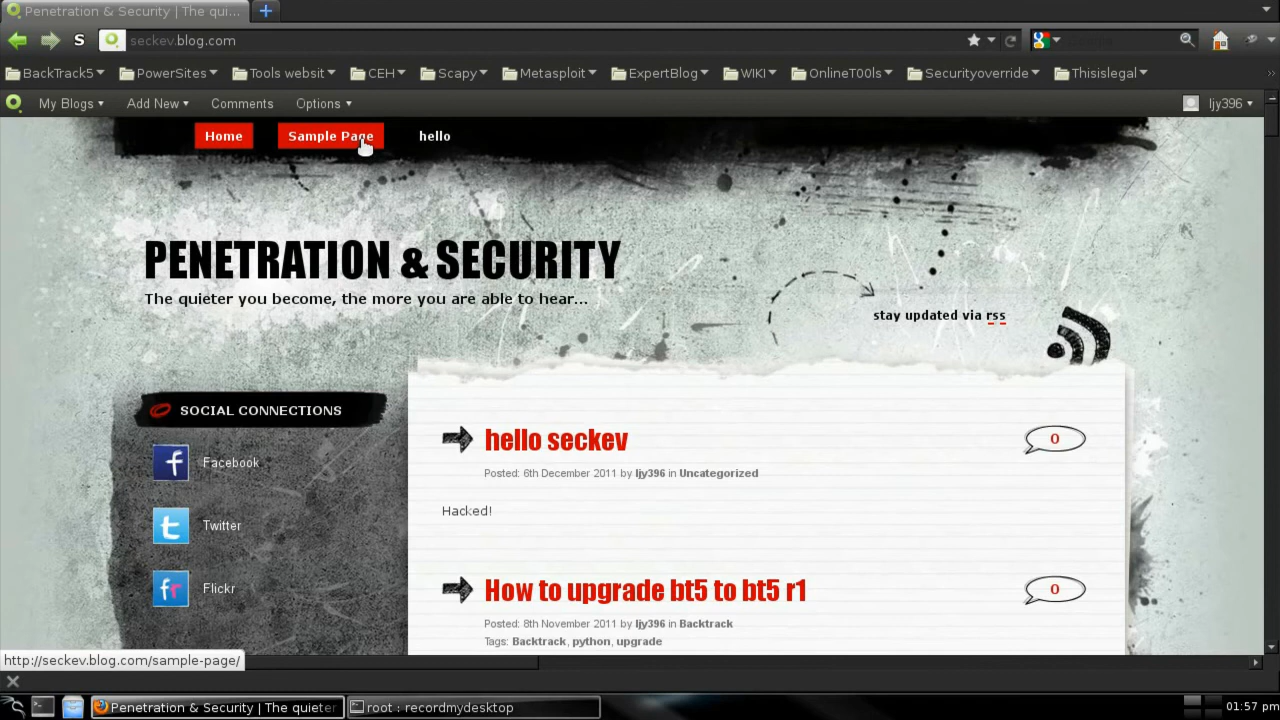 Penetration & Security | The qui...
S seckev.blog.com
BackTrack5 PowerSites Tools websit CEH Scapy Metasploit ExpertBlog WIKI OnlineT00ls Securityoverride Thisislegal
My Blogs Add New Comments Options ljy396
Home Sample Page hello
PENETRATION & SECURITY
The quieter you become, the more you are able to hear...
stay updated via rss
SOCIAL CONNECTIONS
Facebook
Twitter
Flickr
hello seckev 0
Posted: 6th December 2011 by ljy396 in Uncategorized
Hacked!
How to upgrade bt5 to bt5 r1 0
Posted: 8th November 2011 by ljy396 in Backtrack
Tags: Backtrack, python, upgrade
http://seckev.blog.com/sample-page/
Penetration & Security | The quieter root : recordmydesktop 01:57 pm